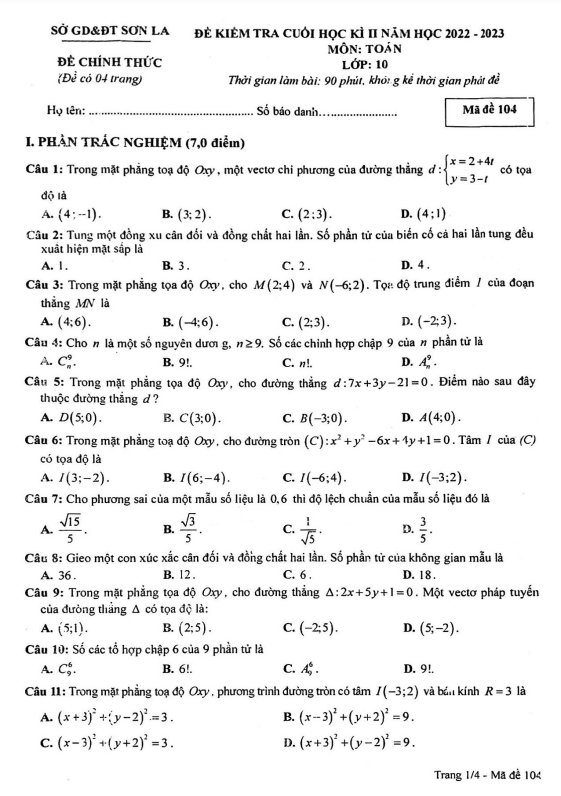 SỞ GD&ĐT SƠN LA
ĐỀ KIỂM TRA CUỐI HỌC KÌ II NĂM HỌC 2022 - 2023
MÔN: TOÁN
ĐỀ CHÍNH THỨC
LỚP: 10
(Đề có 04 trang)
Thời gian làm bài: 90 phút, không kể thời gian phát đề
Họ tên: .......................................................... Số báo danh...........................
Mã đề 104
I. PHẦN TRẮC NGHIỆM (7,0 điểm)
Câu 1: Trong mặt phẳng toạ độ Oxy, một vectơ chỉ phương của đường thẳng d: {x = 2+4t; y = 3−t có tọa
độ là
A. (4;−1). B. (3;2). C. (2;3). D. (4;1)
Câu 2: Tung một đồng xu cân đối và đồng chất hai lần. Số phần tử của biến cố cả hai lần tung đều
xuất hiện mặt sấp là
A. 1. B. 3. C. 2. D. 4.
Câu 3: Trong mặt phẳng tọa độ Oxy, cho M(2;4) và N(−6;2). Tọa độ trung điểm I của đoạn
thẳng MN là
A. (4;6). B. (−4;6). C. (2;3). D. (−2;3).
Câu 4: Cho n là một số nguyên dương, n ≥ 9. Số các chỉnh hợp chập 9 của n phần tử là
A. C_n^9. B. 9!. C. n!. D. A_n^9.
Câu 5: Trong mặt phẳng tọa độ Oxy, cho đường thẳng d: 7x+3y−21=0. Điểm nào sau đây
thuộc đường thẳng d?
A. D(5;0). B. C(3;0). C. B(−3;0). D. A(4;0).
Câu 6: Trong mặt phẳng toạ độ Oxy, cho đường tròn (C): x²+y²−6x+4y+1=0. Tâm I của (C)
có tọa độ là
A. I(3;−2). B. I(6;−4). C. I(−6;4). D. I(−3;2).
Câu 7: Cho phương sai của một mẫu số liệu là 0,6 thì độ lệch chuẩn của mẫu số liệu đó là
A. √15/5. B. √3/5. C. 1/√5. D. 3/5.
Câu 8: Gieo một con xúc xắc cân đối và đồng chất hai lần. Số phần tử của không gian mẫu là
A. 36. B. 12. C. 6. D. 18.
Câu 9: Trong mặt phẳng tọa độ Oxy, cho đường thẳng Δ: 2x+5y+1=0. Một vectơ pháp tuyến
của đường thẳng Δ có tọa độ là:
A. (5;1). B. (2;5). C. (−2;5). D. (5;−2).
Câu 10: Số các tổ hợp chập 6 của 9 phần tử là
A. C_9^6. B. 6!. C. A_9^6. D. 9!.
Câu 11: Trong mặt phẳng toạ độ Oxy, phương trình đường tròn có tâm I(−3;2) và bán kính R = 3 là
A. (x+3)²+(y−2)²=3. B. (x−3)²+(y+2)²=9.
C. (x−3)²+(y+2)²=3. D. (x+3)²+(y−2)²=9.
Trang 1/4 - Mã đề 104